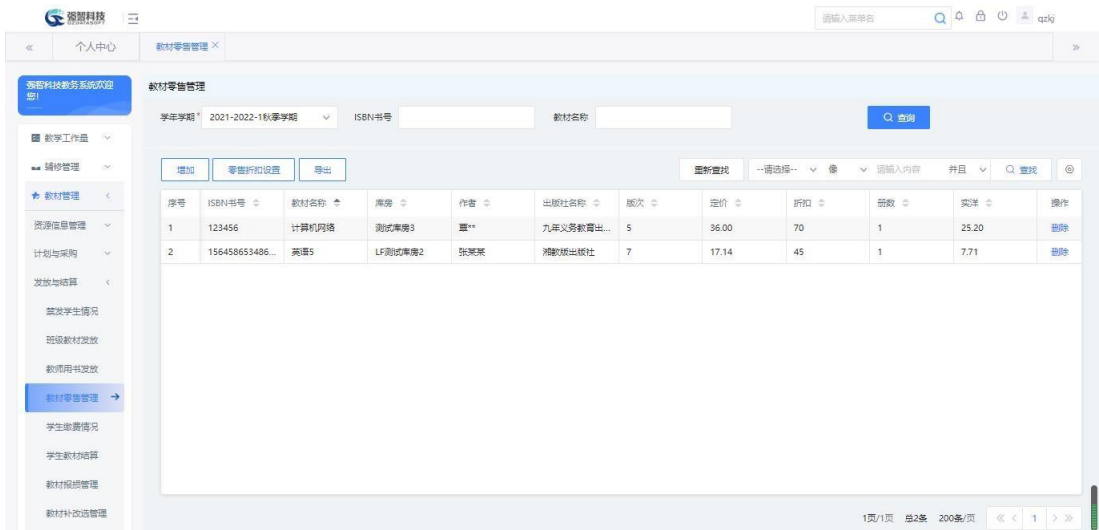 强智科技
QZDATASOFT
请输入菜单名
qzkj
个人中心
教材零售管理
强智科技教务系统欢迎
您!
教学工作量
辅修管理
教材管理
资源信息管理
计划与采购
发放与结算
禁发学生情况
班级教材发放
教师用书发放
教材零售管理
学生缴费情况
学生教材结算
教材报损管理
教材补改选管理
教材零售管理
学年学期* 2021-2022-1秋季学期 ISBN书号 教材名称 查询
增加 零售折扣设置 导出 重新查找 --请选择-- 像 请输入内容 并且 查找
序号 ISBN书号 教材名称 库房 作者 出版社名称 版次 定价 折扣 册数 实洋 操作
1 123456 计算机网络 测试库房3 覃** 九年义务教育出... 5 36.00 70 1 25.20 删除
2 156458653486... 英语5 LF测试库房2 张某某 湘教版出版社 7 17.14 45 1 7.71 删除
1页/1页 总2条 200条/页 1